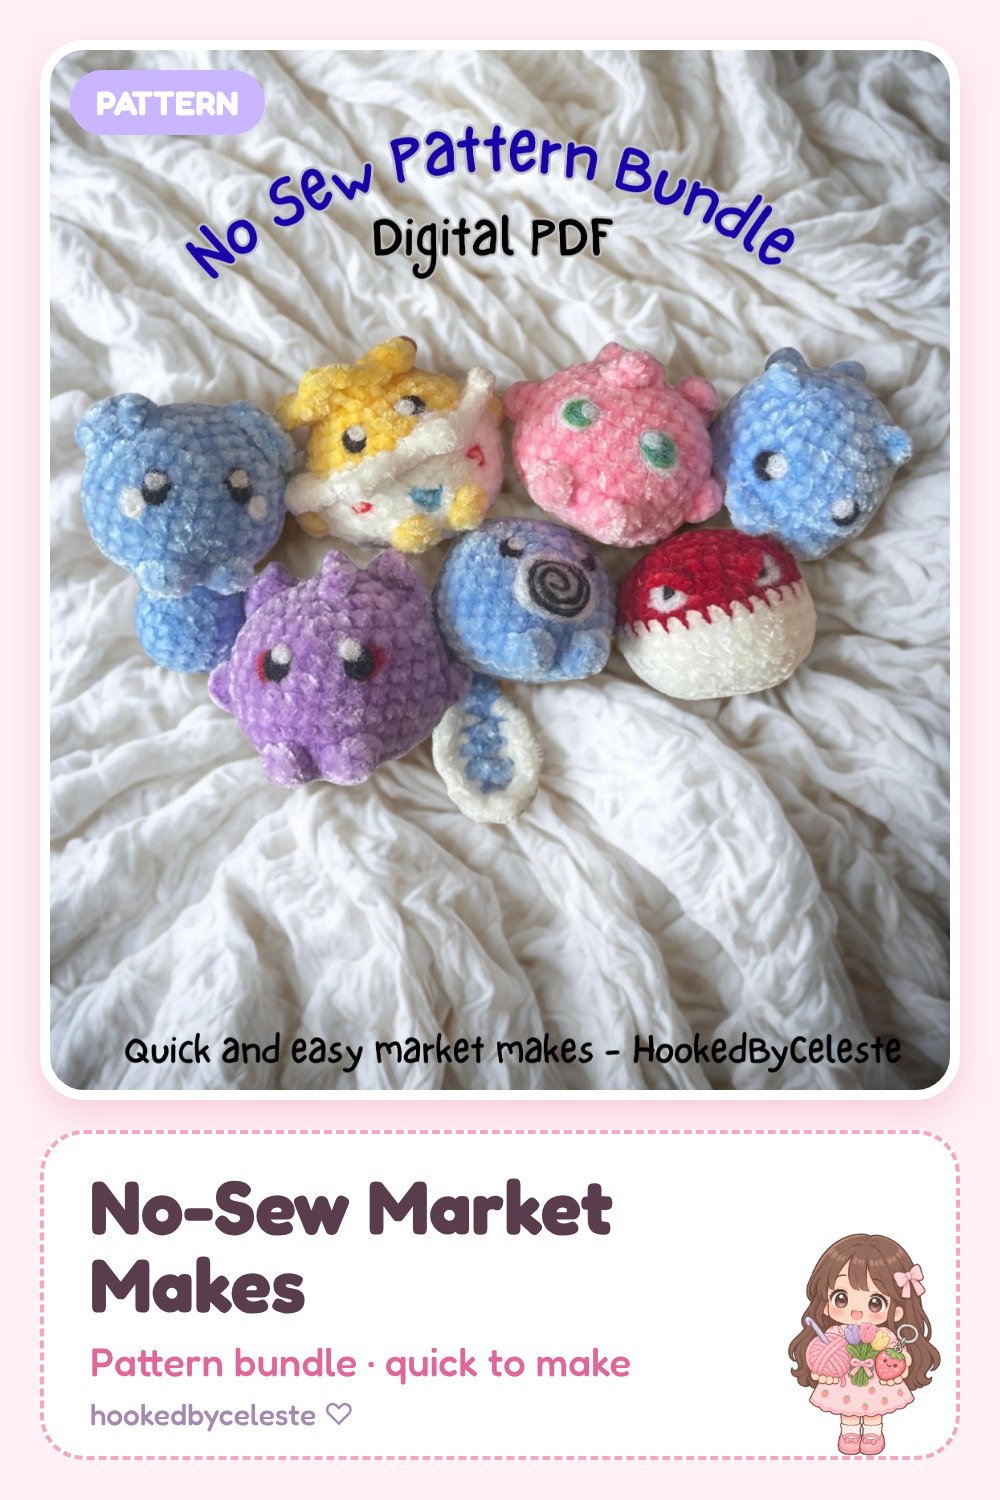 PATTERN
No Sew Pattern Bundle
Digital PDF
Quick and easy market makes - HookedByCeleste
No-Sew Market
Makes
Pattern bundle · quick to make
hookedbyceleste ♡